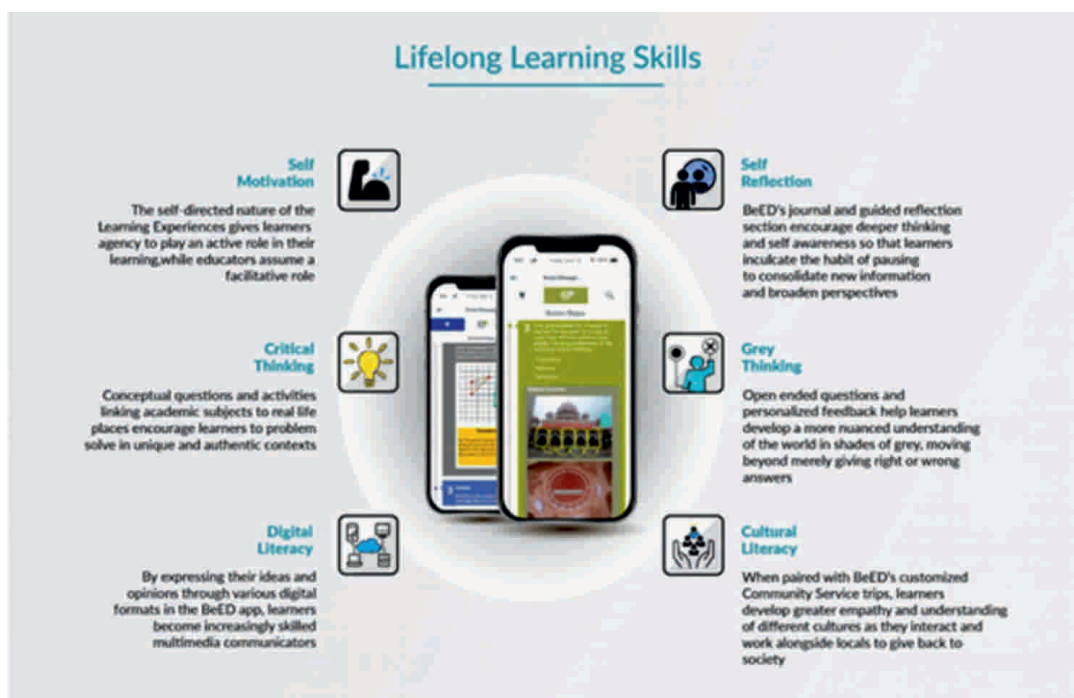 Lifelong Learning Skills
Self
Motivation
The self-directed nature of the
Learning Experiences gives learners
agency to play an active role in their
learning,while educators assume a
facilitative role
Critical
Thinking
Conceptual questions and activities
linking academic subjects to real life
places encourage learners to problem
solve in unique and authentic contexts
Digital
Literacy
By expressing their ideas and
opinions through various digital
formats in the BeED app, learners
become increasingly skilled
multimedia communicators
Self
Reflection
BeED's journal and guided reflection
section encourage deeper thinking
and self awareness so that learners
inculcate the habit of pausing
to consolidate new information
and broaden perspectives
Grey
Thinking
Open ended questions and
personalized feedback help learners
develop a more nuanced understanding
of the world in shades of grey, moving
beyond merely giving right or wrong
answers
Cultural
Literacy
When paired with BeED's customized
Community Service trips, learners
develop greater empathy and understanding
of different cultures as they interact and
work alongside locals to give back to
society
3
3